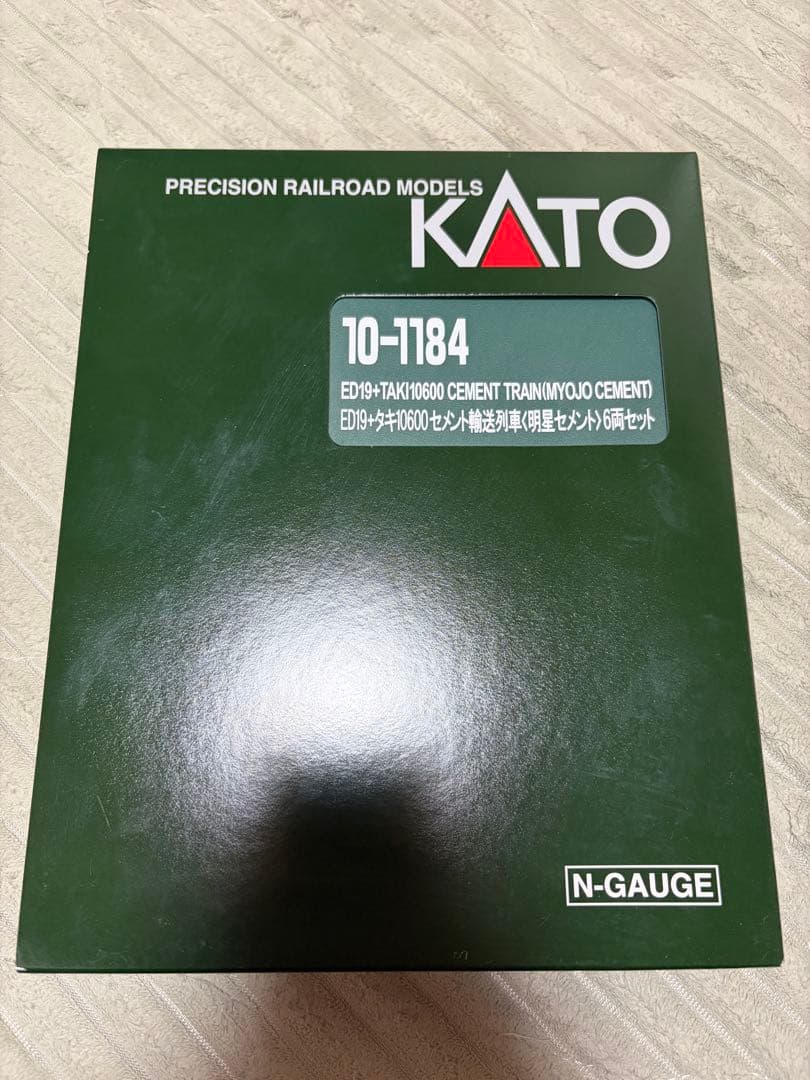 PRECISION RAILROAD MODELS
KATO
10-1184
ED19+TAKI10600 CEMENT TRAIN(MYOJO CEMENT)
ED19+タキ10600セメント輸送列車〈明星セメント〉6両セット
N-GAUGE